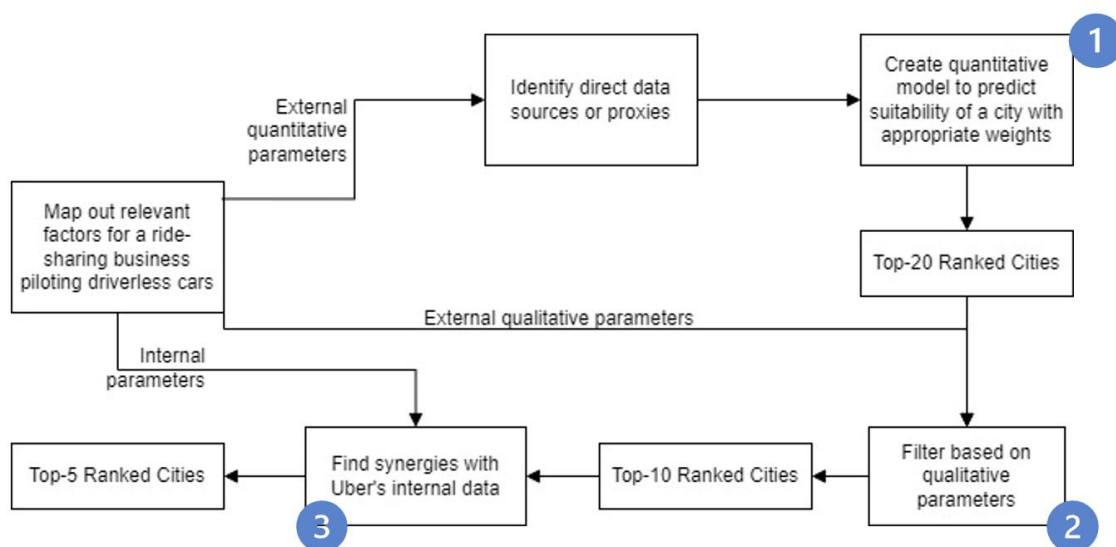 1
Create quantitative
model to predict
suitability of a city with
appropriate weights
Identify direct data
sources or proxies
External
quantitative
parameters
Map out relevant
factors for a ride-
sharing business
piloting driverless cars
Top-20 Ranked Cities
External qualitative parameters
Internal
parameters
Filter based on
qualitative
parameters
2
Top-10 Ranked Cities
Find synergies with
Uber's internal data
3
Top-5 Ranked Cities